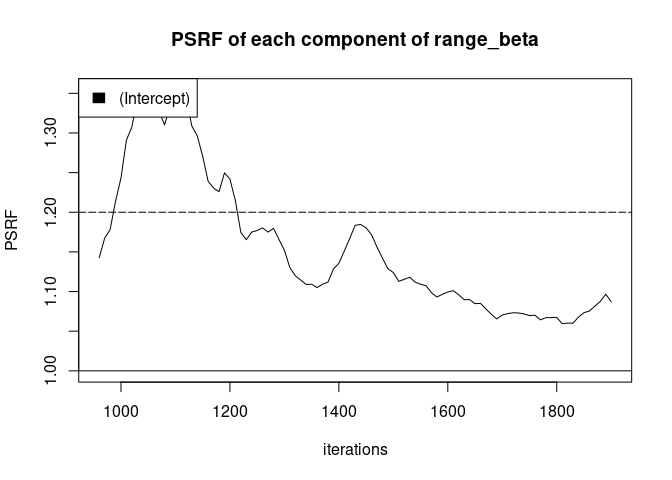 PSRF of each component of range_beta
(Intercept)
PSRF
1.30
1.20
1.10
1.00
1000 1200 1400 1600 1800
iterations